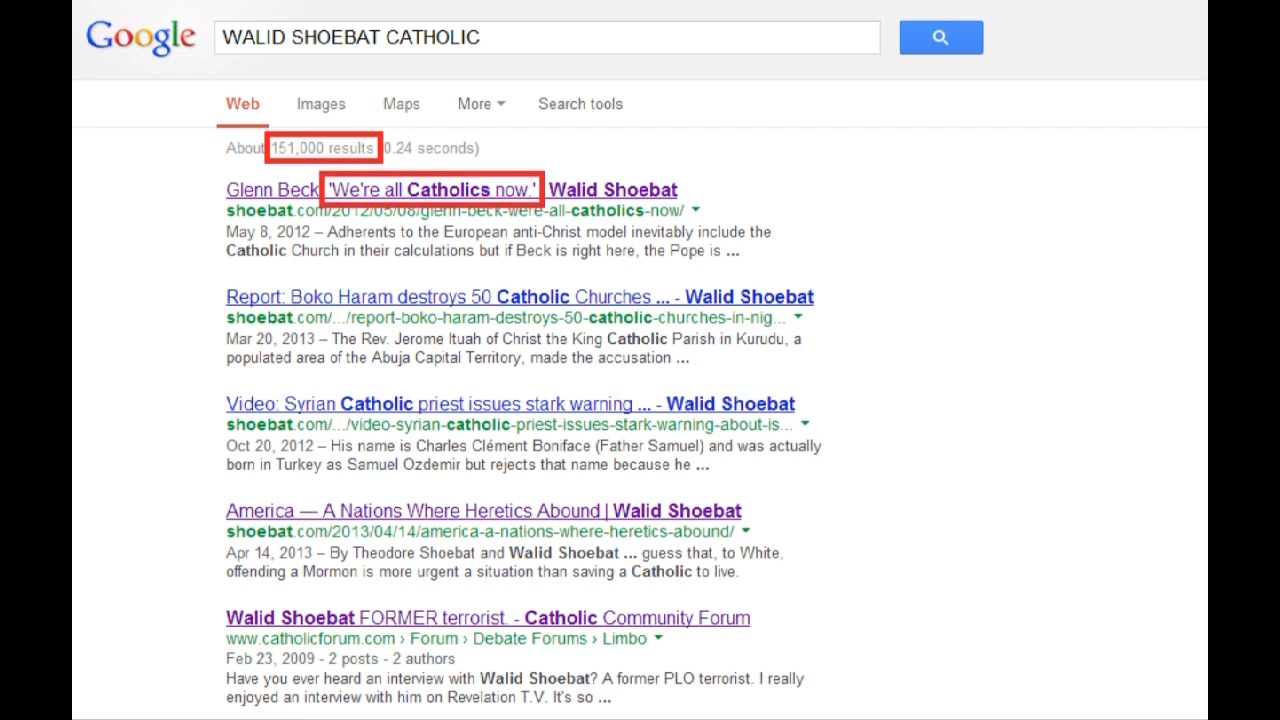 Google WALID SHOEBAT CATHOLIC
Web Images Maps More Search tools
About 151,000 results (0.24 seconds)
Glenn Beck 'We're all Catholics now.' | Walid Shoebat
shoebat.com/2012/05/08/glenn-beck-were-all-catholics-now/
May 8, 2012 – Adherents to the European anti-Christ model inevitably include the
Catholic Church in their calculations but if Beck is right here, the Pope is ...
Report: Boko Haram destroys 50 Catholic Churches ... - Walid Shoebat
shoebat.com/.../report-boko-haram-destroys-50-catholic-churches-in-nig...
Mar 20, 2013 – The Rev. Jerome Ituah of Christ the King Catholic Parish in Kurudu, a
populated area of the Abuja Capital Territory, made the accusation ...
Video: Syrian Catholic priest issues stark warning ... - Walid Shoebat
shoebat.com/.../video-syrian-catholic-priest-issues-stark-warning-about-is...
Oct 20, 2012 – His name is Charles Clément Boniface (Father Samuel) and was actually
born in Turkey as Samuel Ozdemir but rejects that name because he ...
America — A Nations Where Heretics Abound | Walid Shoebat
shoebat.com/2013/04/14/america-a-nations-where-heretics-abound/
Apr 14, 2013 – By Theodore Shoebat and Walid Shoebat ... guess that, to White,
offending a Mormon is more urgent a situation than saving a Catholic to live.
Walid Shoebat FORMER terrorist. - Catholic Community Forum
www.catholicforum.com › Forum › Debate Forums › Limbo
Feb 23, 2009 - 2 posts - 2 authors
Have you ever heard an interview with Walid Shoebat? A former PLO terrorist. I really
enjoyed an interview with him on Revelation T.V. It's so ...